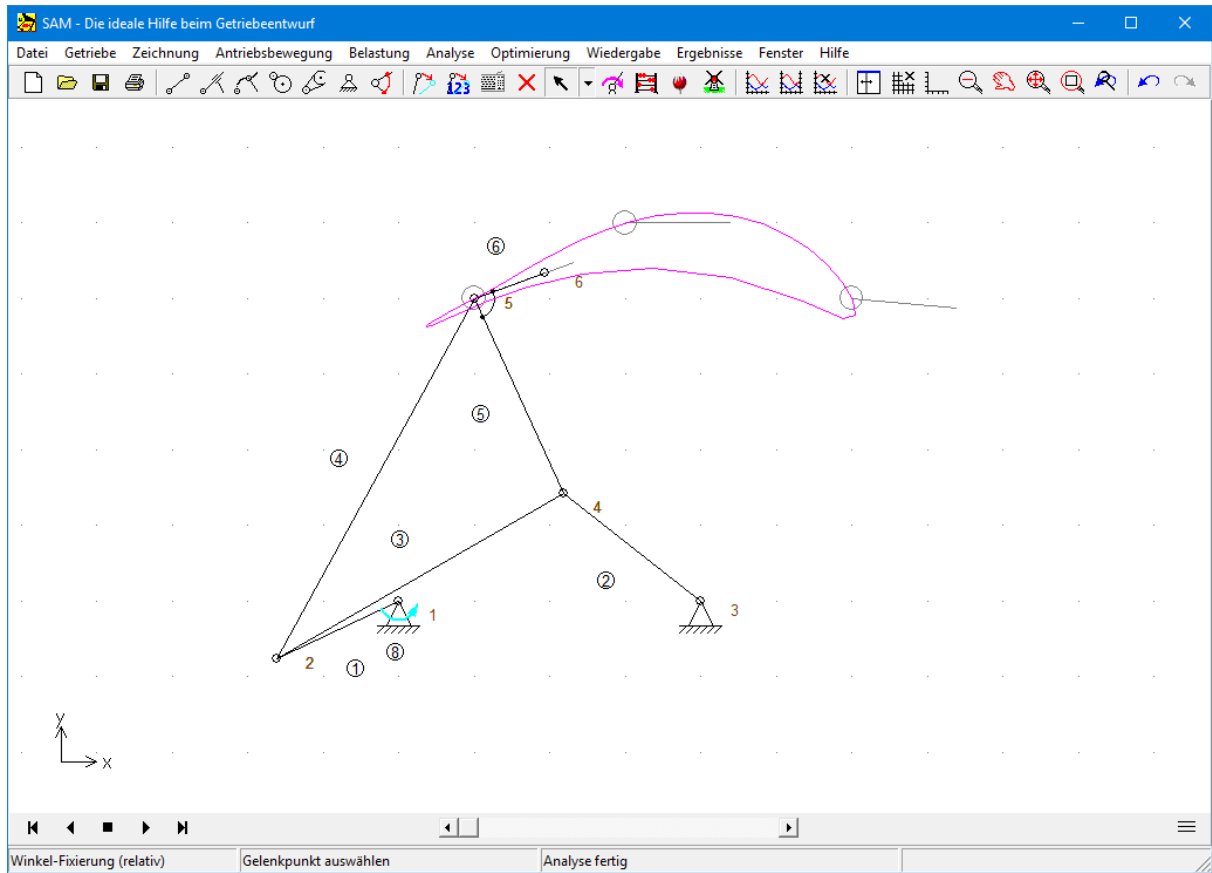 SAM - Die ideale Hilfe beim Getriebeentwurf
Datei Getriebe Zeichnung Antriebsbewegung Belastung Analyse Optimierung Wiedergabe Ergebnisse Fenster Hilfe
123
6
6
5
5
4
4
3
2
3
1
8
2
1
y
x
Winkel-Fixierung (relativ) Gelenkpunkt auswählen Analyse fertig